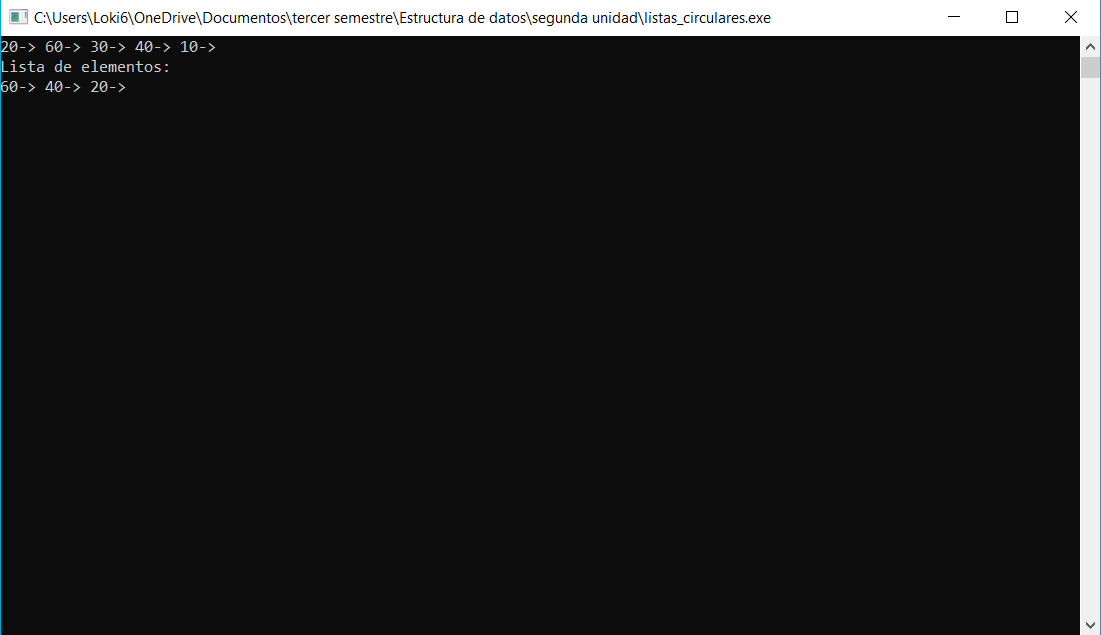 C:\Users\Loki6\OneDrive\Documentos\tercer semestre\Estructura de datos\segunda unidad\listas_circulares.exe
20-> 60-> 30-> 40-> 10->
Lista de elementos:
60-> 40-> 20->